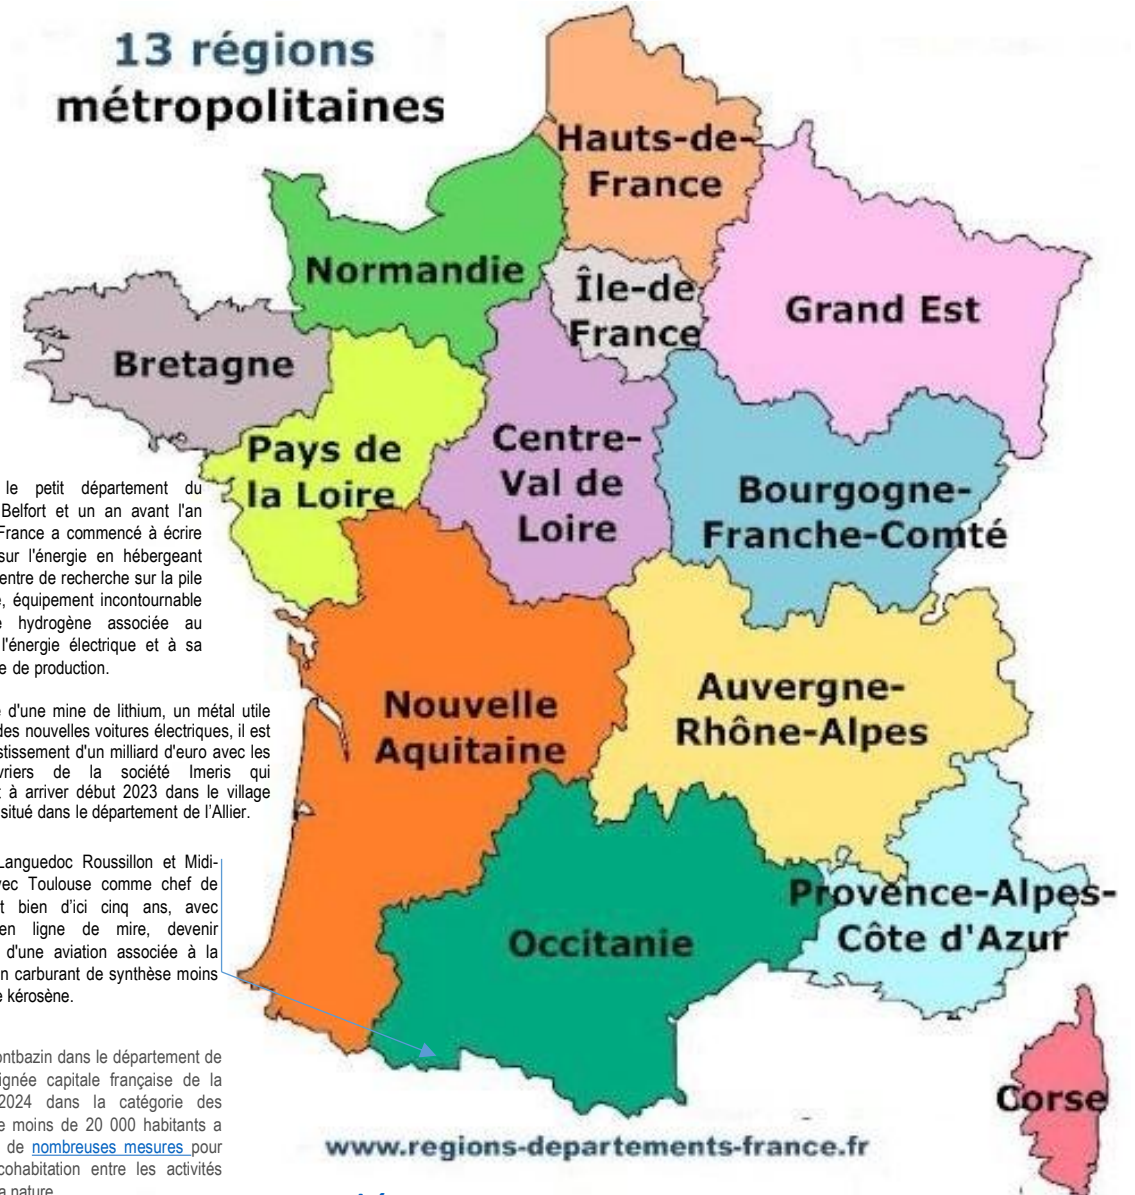 13 régions
métropolitaines
Hauts-de-
France
Normandie
Île-de
France
Grand Est
Bretagne
Pays de
la Loire
Centre-
Val de
Loire
Bourgogne-
Franche-Comté
le petit département du
Belfort et un an avant l'an
France a commencé à écrire
sur l'énergie en hébergeant
entre de recherche sur la pile
, équipement incontournable
hydrogène associée au
l'énergie électrique et à sa
de production.
d'une mine de lithium, un métal utile
des nouvelles voitures électriques, il est
stissement d'un milliard d'euro avec les
vriers de la société Imeris qui
à arriver début 2023 dans le village
situé dans le département de l’Allier.
Nouvelle
Aquitaine
Auvergne-
Rhône-Alpes
Languedoc Roussillon et Midi-
vec Toulouse comme chef de
t bien d’ici cinq ans, avec
en ligne de mire, devenir
d'une aviation associée à la
n carburant de synthèse moins
e kérosène.
Provence-Alpes-
Côte d'Azur
Occitanie
ontbazin dans le département de
ignée capitale française de la
2024 dans la catégorie des
e moins de 20 000 habitants a
de nombreuses mesures pour
cohabitation entre les activités
a nature.
Corse
www.regions-departements-france.fr